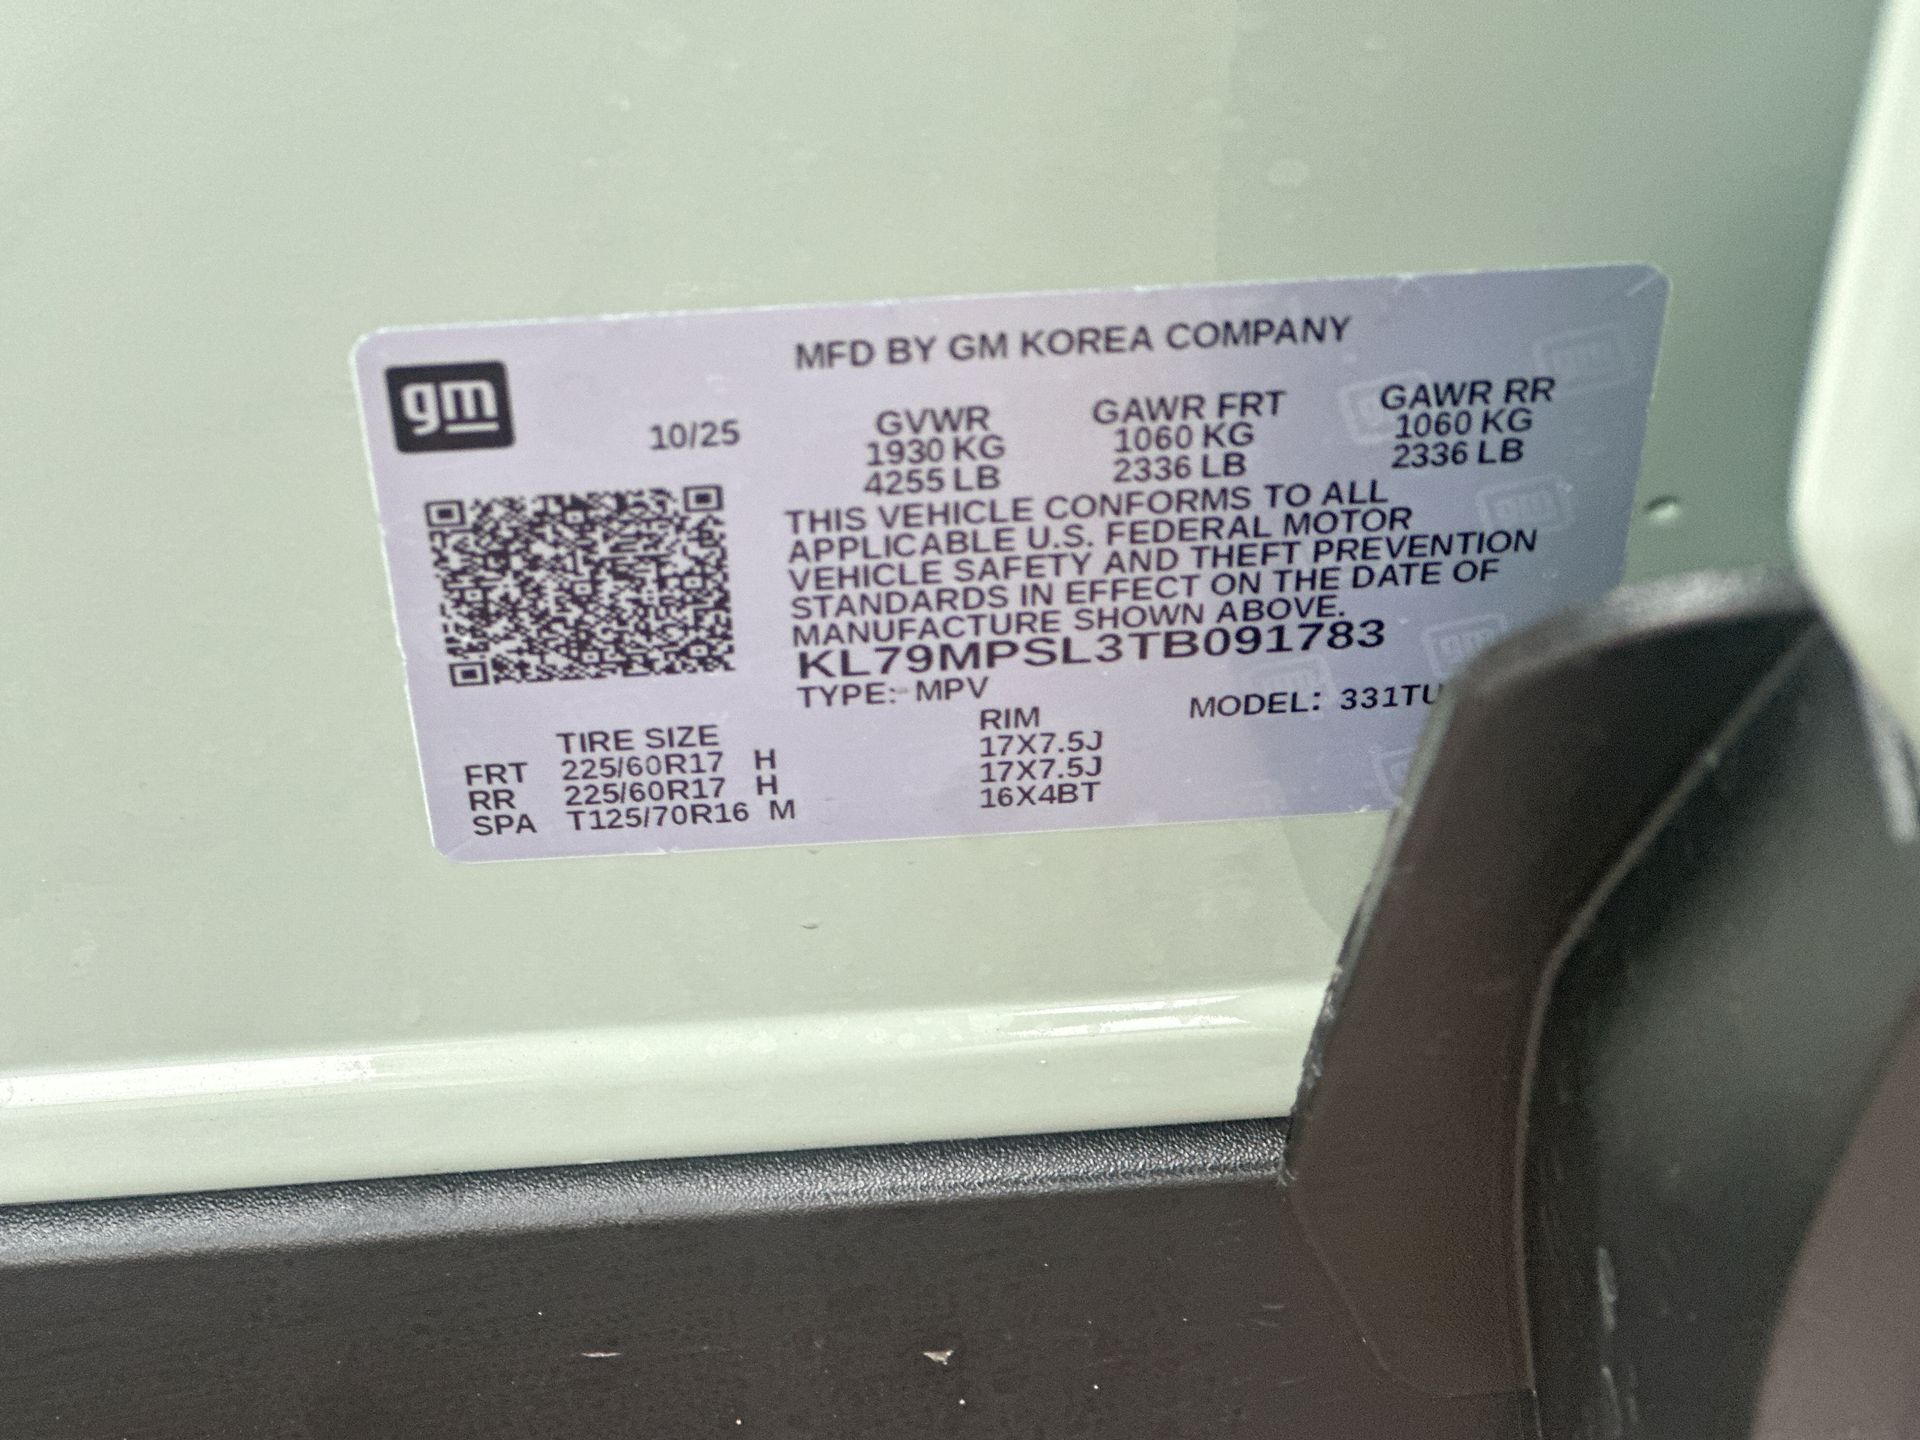 MFD BY GM KOREA COMPANY
gm
10/25
GVWR GAWR FRT GAWR RR
1930 KG 1060 KG 1060 KG
4255 LB 2336 LB 2336 LB
THIS VEHICLE CONFORMS TO ALL
APPLICABLE U.S. FEDERAL MOTOR
VEHICLE SAFETY AND THEFT PREVENTION
STANDARDS IN EFFECT ON THE DATE OF
MANUFACTURE SHOWN ABOVE.
KL79MPSL3TB091783
TYPE: MPV MODEL: 331TU
TIRE SIZE RIM
FRT 225/60R17 H 17X7.5J
RR 225/60R17 H 17X7.5J
SPA T125/70R16 M 16X4BT